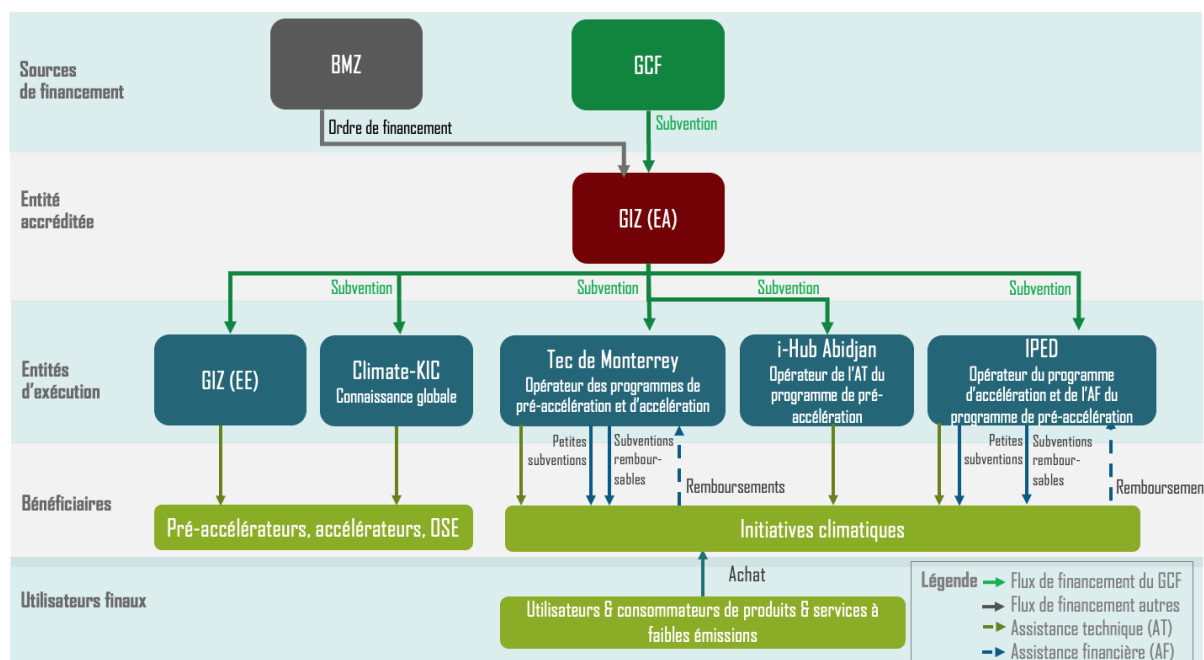 Sources
de financement
BMZ
GCF
Ordre de financement
Subvention
Entité
accréditée
GIZ (EA)
Subvention
Subvention
Subvention
Subvention
Entités
d'exécution
GIZ (EE)
Climate-KIC
Connaissance globale
Tec de Monterrey
Opérateur des programmes de
pré-accélération et d'accélération
i-Hub Abidjan
Opérateur de l'AT du
programme de pré-
accélération
IPED
Opérateur du programme
d'accélération et de l'AF du
programme de pré-accélération
Petites
subventions
Subventions
rembour-
sables
Remboursements
Petites
subventions
Subventions
rembour-
sables
Remboursement
Bénéficiaires
Pré-accélérateurs, accélérateurs, OSE
Initiatives climatiques
Achat
Utilisateurs finaux
Utilisateurs & consommateurs de produits & services à
faibles émissions
Légende
Flux de financement du GCF
Flux de financement autres
Assistance technique (AT)
Assistance financière (AF)